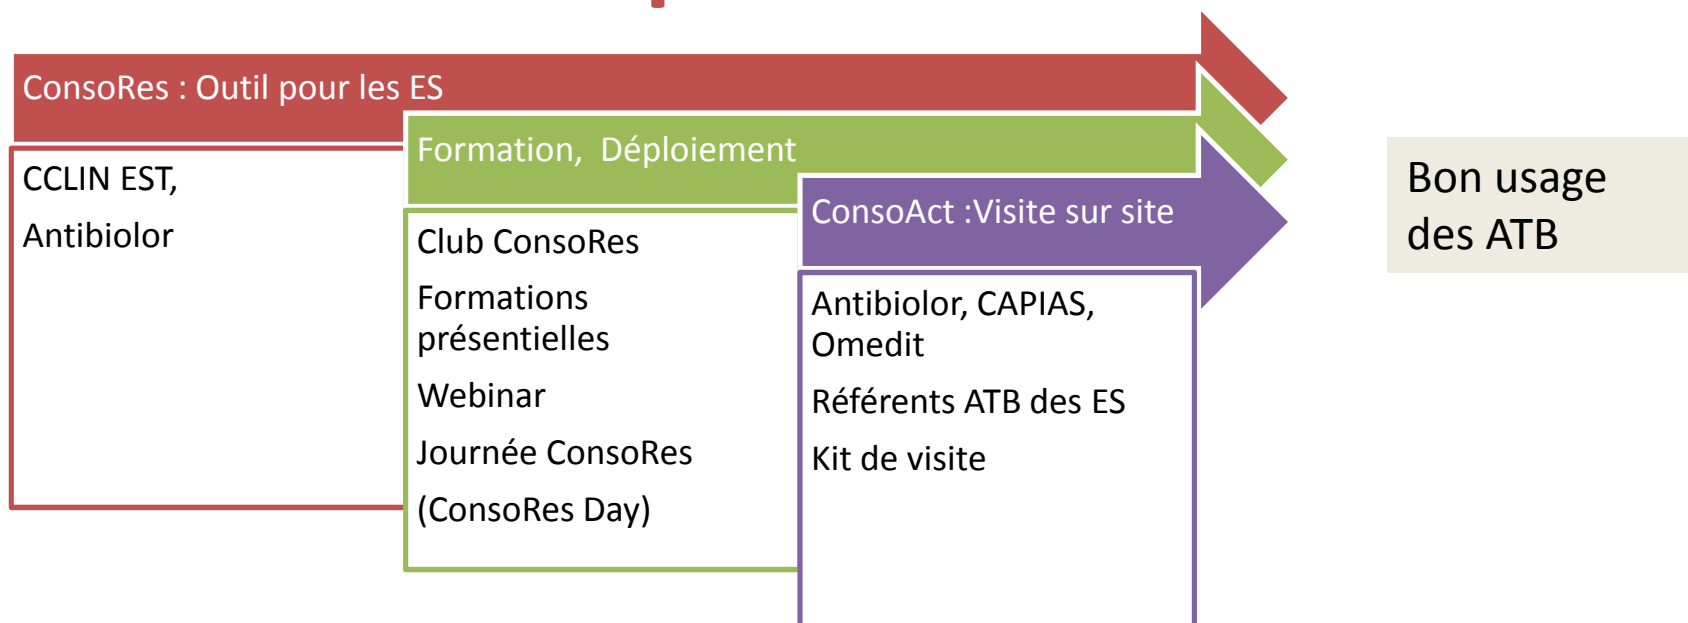 ConsoRes : Outil pour les ES
CCLIN EST,
Antibiolor
Formation,  Déploiement
Club ConsoRes
Formations
présentielles
Webinar
Journée ConsoRes
(ConsoRes Day)
ConsoAct :Visite sur site
Antibiolor, CAPIAS,
Omedit
Référents ATB des ES
Kit de visite
Bon usage
des ATB